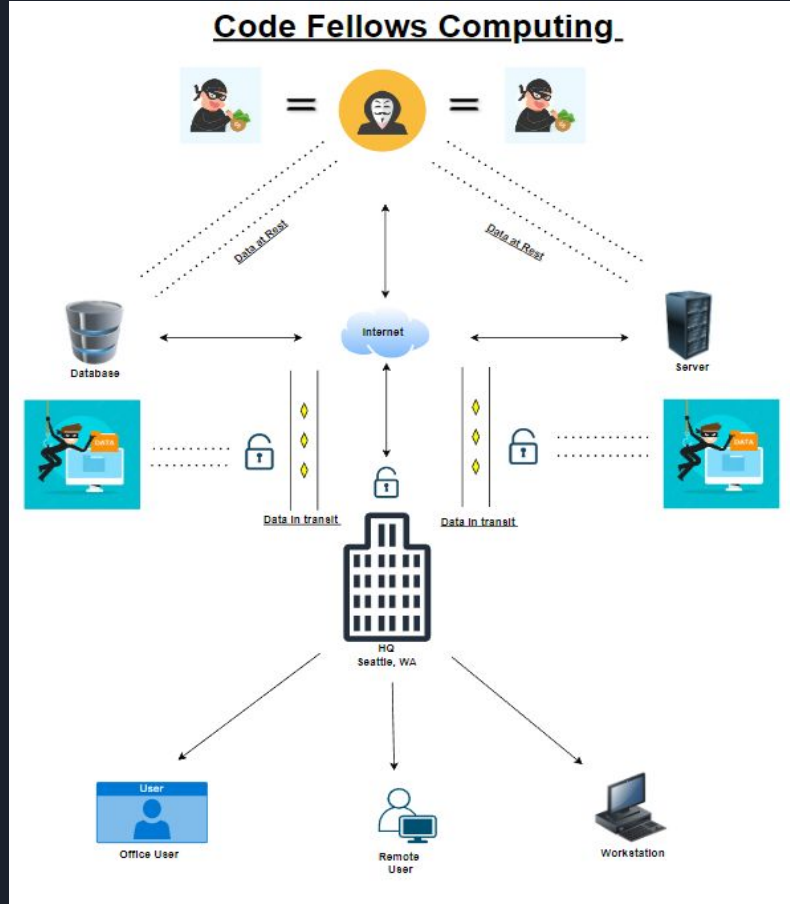 Code Fellows Computing
=
=
Data at Rest
Data at Rest
Internet
Database
Server
DATA
DATA
Data in transit
Data in transit
HQ
Seattle, WA
User
Office User
Remote
User
Workstation